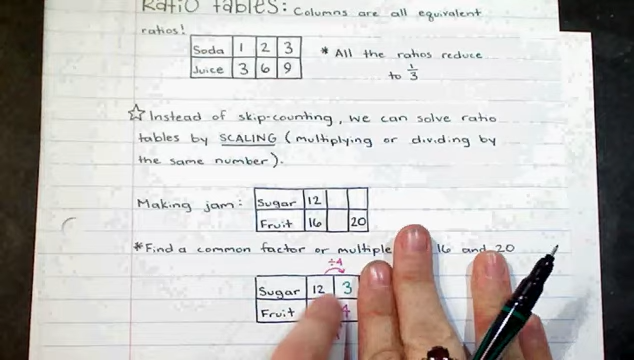 Ratio Tables: Columns are all equivalent
ratios!
Soda 1 2 3
Juice 3 6 9
* All the ratios reduce
to 1/3
☆ Instead of skip-counting, we can solve ratio
tables by SCALING (multiplying or dividing by
the same number).
Making jam:
Sugar 12
Fruit 16 20
*Find a common factor or multiple 16 and 20
÷4
Sugar 12 3
Fruit 4